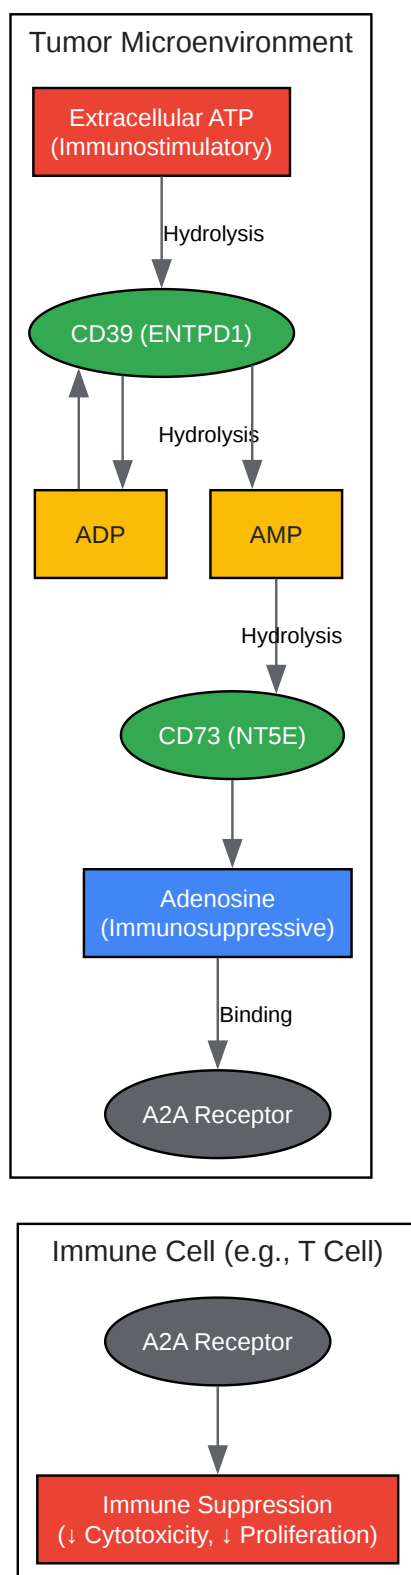 Tumor Microenvironment
Extracellular ATP
(Immunostimulatory)
Hydrolysis
CD39 (ENTPD1)
Hydrolysis
ADP
AMP
Hydrolysis
CD73 (NT5E)
Adenosine
(Immunosuppressive)
Binding
A2A Receptor
Immune Cell (e.g., T Cell)
A2A Receptor
Immune Suppression
(↓ Cytotoxicity, ↓ Proliferation)